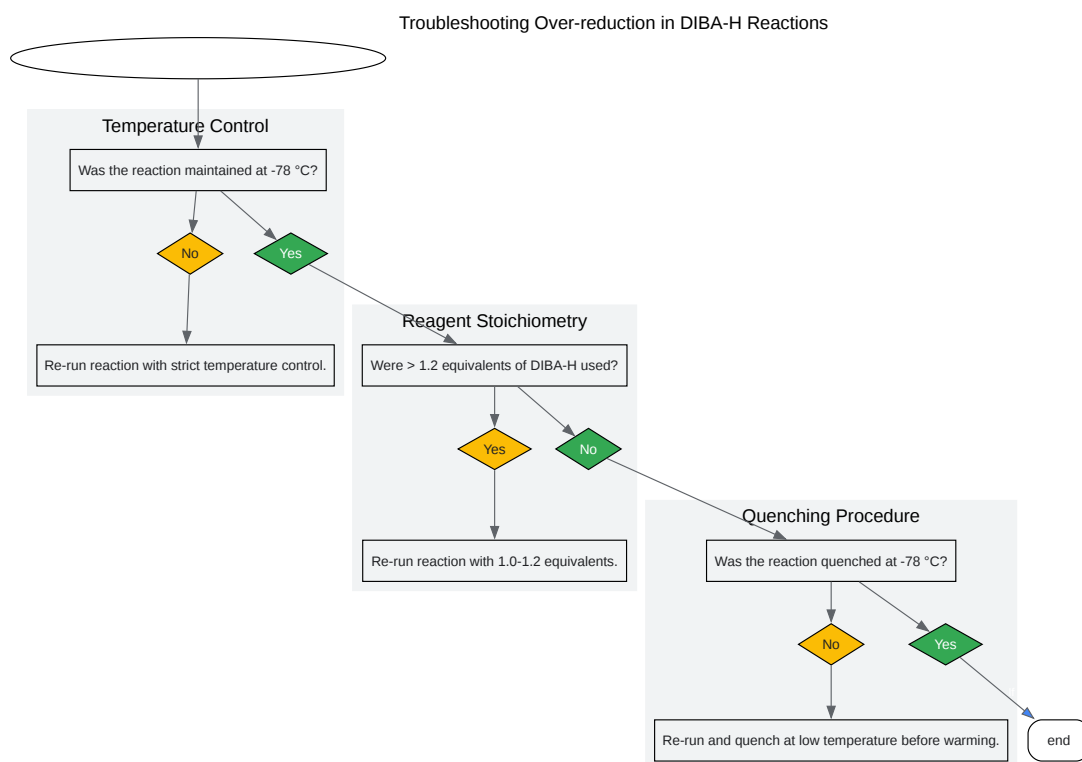 Troubleshooting Over-reduction in DIBA-H Reactions
Temperature Control
Was the reaction maintained at -78 °C?
No
Yes
Re-run reaction with strict temperature control.
Reagent Stoichiometry
Were > 1.2 equivalents of DIBA-H used?
Yes
No
Re-run reaction with 1.0-1.2 equivalents.
Quenching Procedure
Was the reaction quenched at -78 °C?
No
Yes
Re-run and quench at low temperature before warming.
end